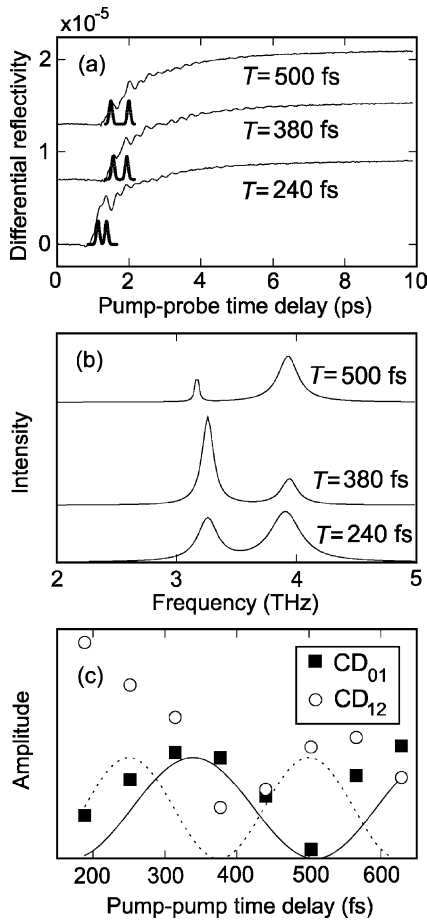 x10^-5
(a)
2
1
0
T = 500 fs
T = 380 fs
T = 240 fs
Differential reflectivity
0 2 4 6 8 10
Pump-probe time delay (ps)
(b)
T = 500 fs
T = 380 fs
T = 240 fs
Intensity
2 3 4 5
Frequency (THz)
(c)
CD01
CD12
Amplitude
200 300 400 500 600
Pump-pump time delay (fs)